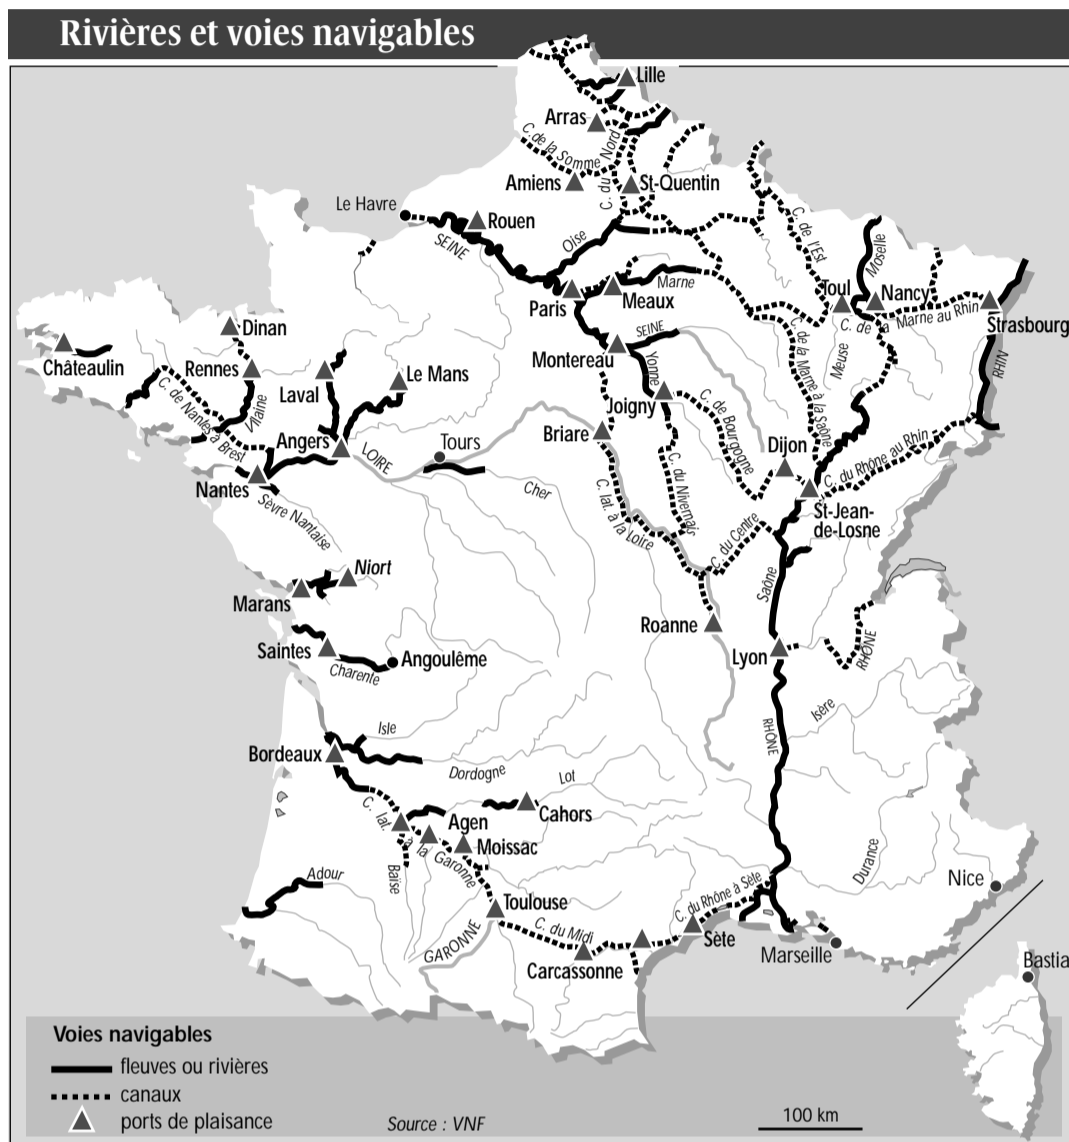 Rivières et voies navigables
Lille
Arras
C. de la Somme
C. du Nord
Amiens
St-Quentin
Le Havre
Rouen
SEINE
Oise
C. de l'Est
Moselle
Marne
Paris
Meaux
Toul
Nancy
C. de la Marne au Rhin
Strasbourg
Dinan
Châteaulin
Rennes
Laval
Le Mans
Montereau
SEINE
Yonne
C. de la Marne à la Saône
Meuse
RHIN
C. de Nantes à Brest
Vilaine
Joigny
C. de Bourgogne
Angers
LOIRE
Tours
Briare
Dijon
C. du Rhône au Rhin
Nantes
Cher
C. lat. à la Loire
C. du Nivernais
St-Jean-
de-Losne
Sèvre Nantaise
C. du Centre
Niort
Marans
Saône
Roanne
RHÔNE
Saintes
Angoulême
Lyon
Charente
Isère
Isle
RHÔNE
Bordeaux
Dordogne
Lot
C. lat. à la Garonne
Agen
Cahors
Moissac
Baïse
Durance
Adour
Nice
Toulouse
C. du Rhône à Sète
C. du Midi
GARONNE
Sète
Marseille
Carcassonne
Bastia
Voies navigables
fleuves ou rivières
canaux
ports de plaisance
Source : VNF
100 km